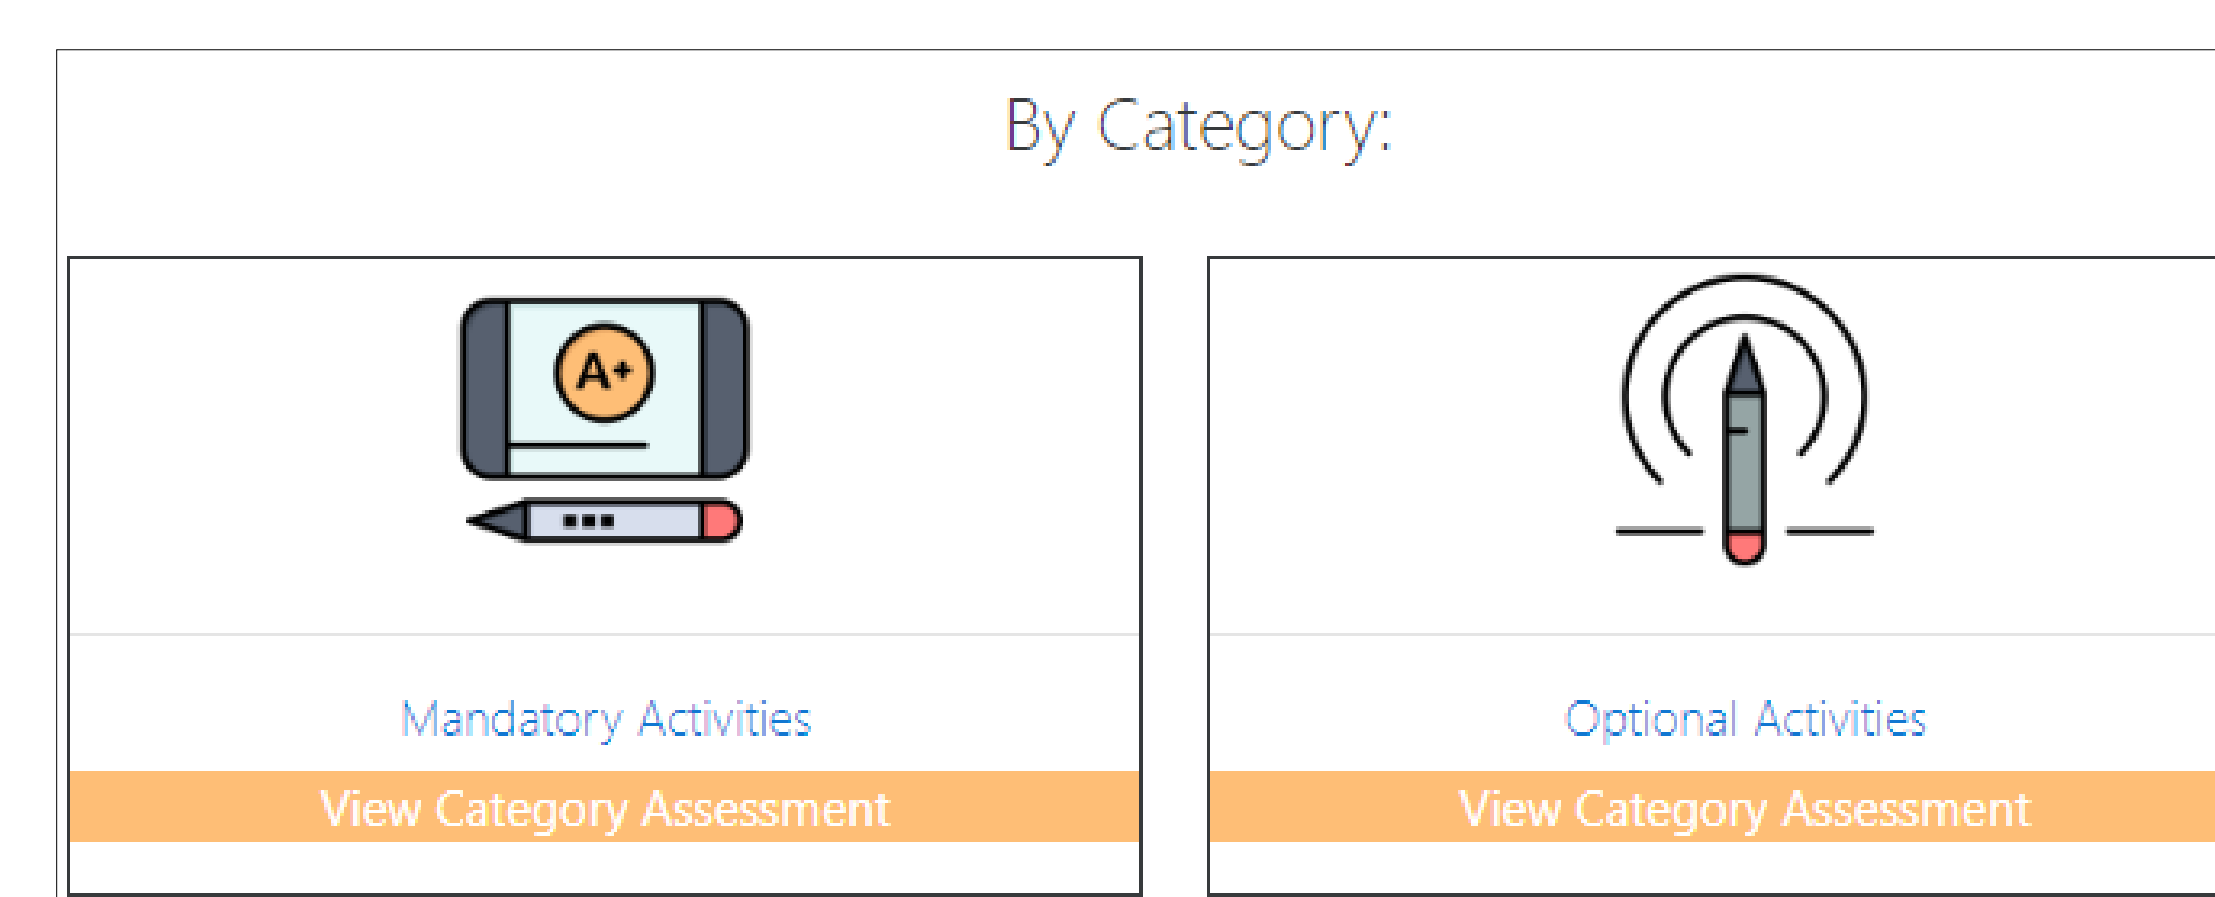 By Category:
A+
Mandatory Activities
View Category Assessment
Optional Activities
View Category Assessment